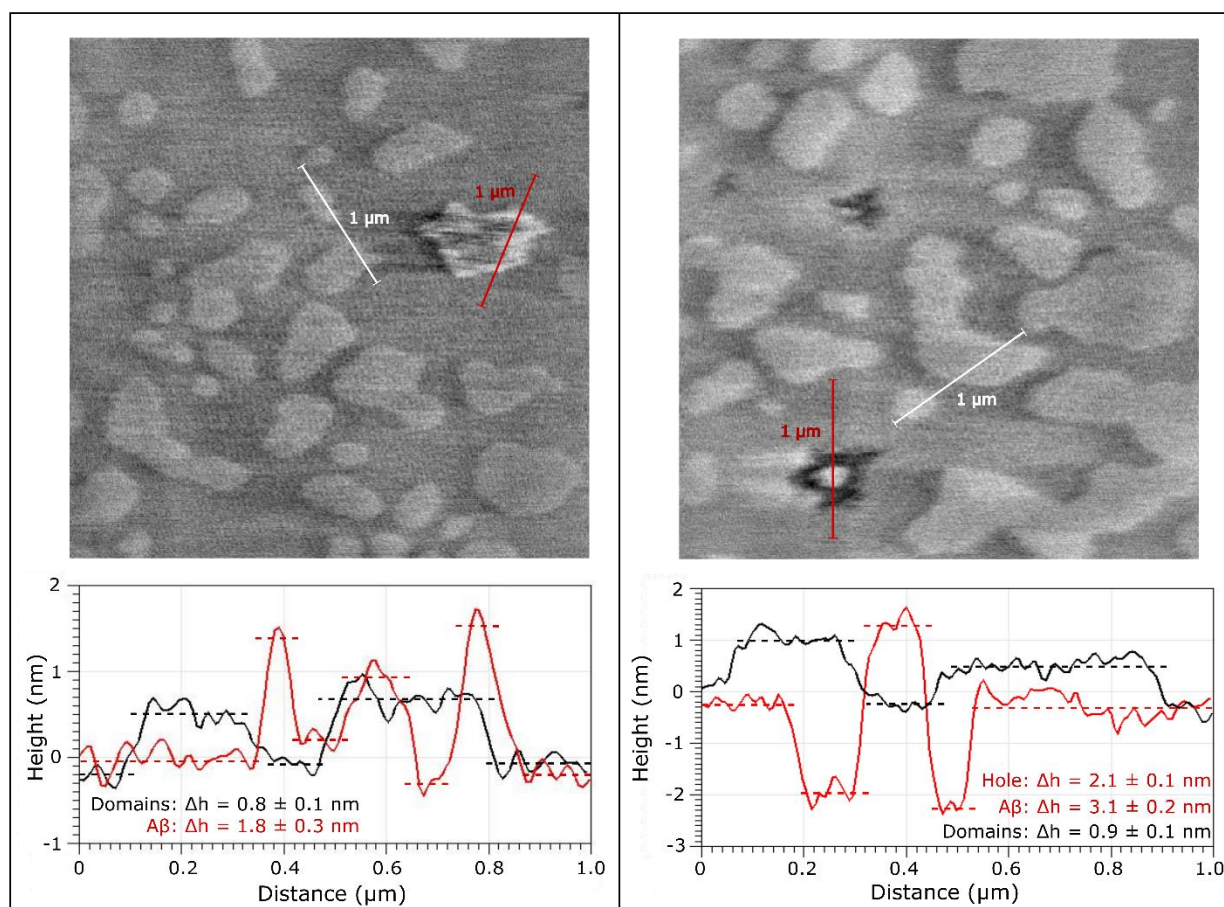 1 µm
1 µm
2
1
0
-1
Height (nm)
Domains: Δh = 0.8 ± 0.1 nm
Aβ: Δh = 1.8 ± 0.3 nm
0 0.2 0.4 0.6 0.8 1.0
Distance (µm)
1 µm
1 µm
2
1
0
-1
-2
-3
Height (nm)
Hole: Δh = 2.1 ± 0.1 nm
Aβ: Δh = 3.1 ± 0.2 nm
Domains: Δh = 0.9 ± 0.1 nm
0 0.2 0.4 0.6 0.8 1.0
Distance (µm)